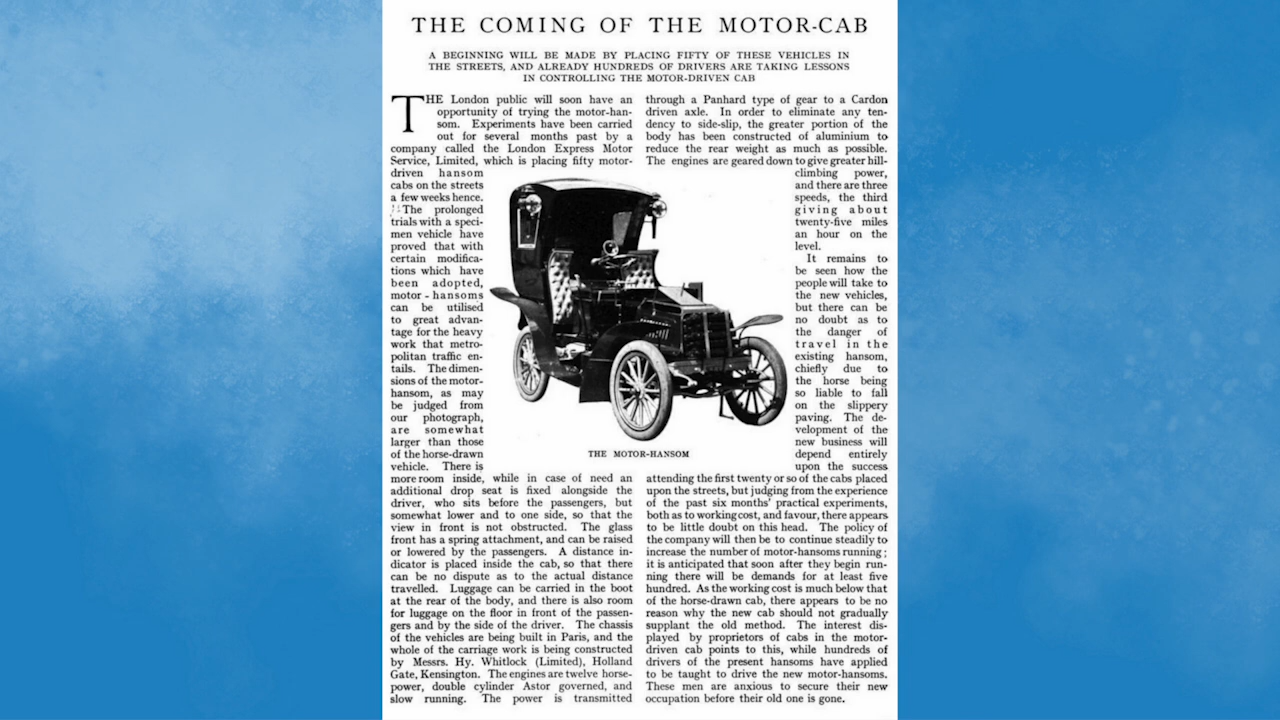 THE COMING OF THE MOTOR-CAB
A BEGINNING WILL BE MADE BY PLACING FIFTY OF THESE VEHICLES IN
THE STREETS, AND ALREADY HUNDREDS OF DRIVERS ARE TAKING LESSONS
IN CONTROLLING THE MOTOR-DRIVEN CAB
THE London public will soon have an
opportunity of trying the motor-han-
som. Experiments have been carried
out for several months past by a
company called the London Express Motor
Service, Limited, which is placing fifty motor-
driven hansom
cabs on the streets
a few weeks hence.
The prolonged
trials with a speci-
men vehicle have
proved that with
certain modifica-
tions which have
been adopted,
motor-hansoms
can be utilised
to great advan-
tage for the heavy
work that metro-
politan traffic en-
tails. The dimen-
sions of the motor-
hansom, as may
be judged from
our photograph,
are somewhat
larger than those
of the horse-drawn
vehicle. There is
more room inside, while in case of need an
additional drop seat is fixed alongside the
driver, who sits before the passengers, but
somewhat lower and to one side, so that the
view in front is not obstructed. The glass
front has a spring attachment, and can be raised
or lowered by the passengers. A distance in-
dicator is placed inside the cab, so that there
can be no dispute as to the actual distance
travelled. Luggage can be carried in the boot
at the rear of the body, and there is also room
for luggage on the floor in front of the passen-
gers and by the side of the driver. The chassis
of the vehicles are being built in Paris, and the
whole of the carriage work is being constructed
by Messrs. Hy. Whitlock (Limited), Holland
Gate, Kensington. The engines are twelve horse-
power, double cylinder Astor governed, and
slow running. The power is transmitted
through a Panhard type of gear to a Cardon
driven axle. In order to eliminate any ten-
dency to side-slip, the greater portion of the
body has been constructed of aluminium to
reduce the rear weight as much as possible.
The engines are geared down to give greater hill-
climbing power,
and there are three
speeds, the third
giving about
twenty-five miles
an hour on the
level.
It remains to
be seen how the
people will take to
the new vehicles,
but there can be
no doubt as to
the danger of
travel in the
existing hansom,
chiefly due to
the horse being
so liable to fall
on the slippery
paving. The de-
velopment of the
new business will
depend entirely
upon the success
attending the first twenty or so of the cabs placed
upon the streets, but judging from the experience
of the past six months' practical experiments,
both as to working cost, and favour, there appears
to be little doubt on this head. The policy of
the company will then be to continue steadily to
increase the number of motor-hansoms running;
it is anticipated that soon after they begin run-
ning there will be demands for at least five
hundred. As the working cost is much below that
of the horse-drawn cab, there appears to be no
reason why the new cab should not gradually
supplant the old method. The interest dis-
played by proprietors of cabs in the motor-
driven cab points to this, while hundreds of
drivers of the present hansoms have applied
to be taught to drive the new motor-hansoms.
These men are anxious to secure their new
occupation before their old one is gone.
THE MOTOR-HANSOM